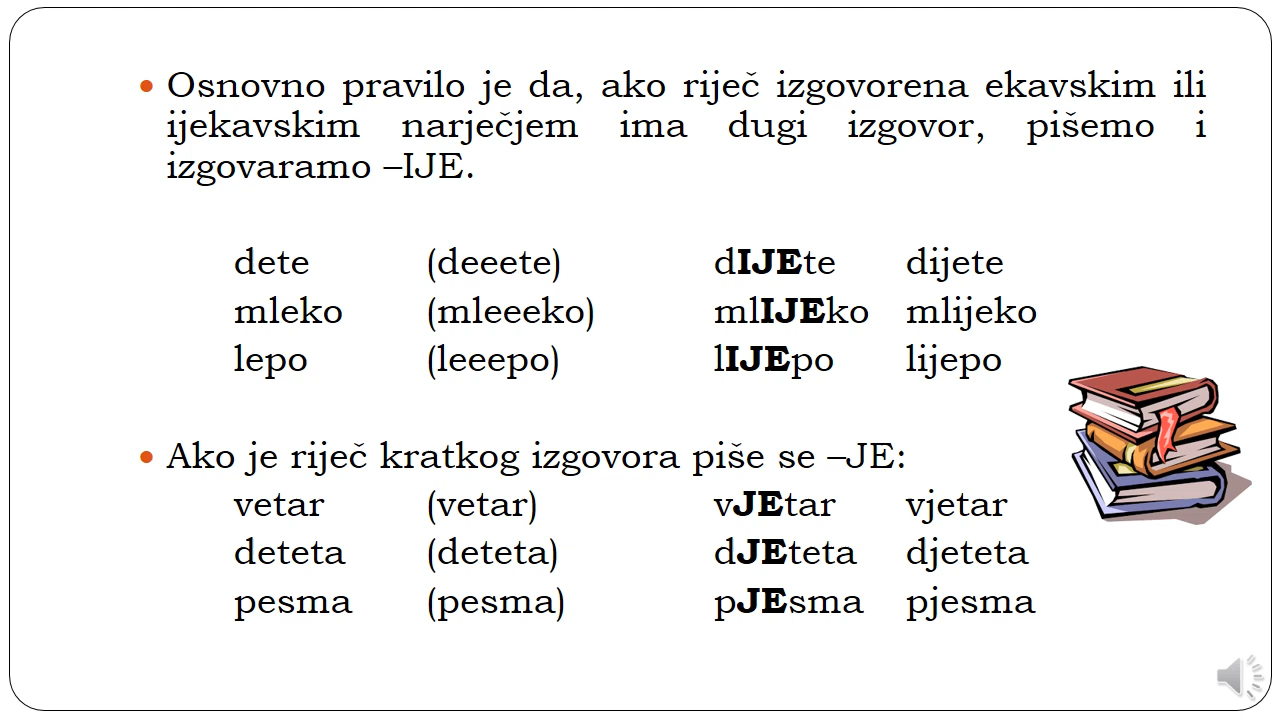 • Osnovno pravilo je da, ako riječ izgovorena ekavskim ili
ijekavskim narječjem ima dugi izgovor, pišemo i
izgovaramo –IJE.
dete (deeete) dIJEte dijete
mleko (mleeeko) mlIJEko mlijeko
lepo (leeepo) lIJEpo lijepo
• Ako je riječ kratkog izgovora piše se –JE:
vetar (vetar) vJEtar vjetar
deteta (deteta) dJEteta djeteta
pesma (pesma) pJEsma pjesma